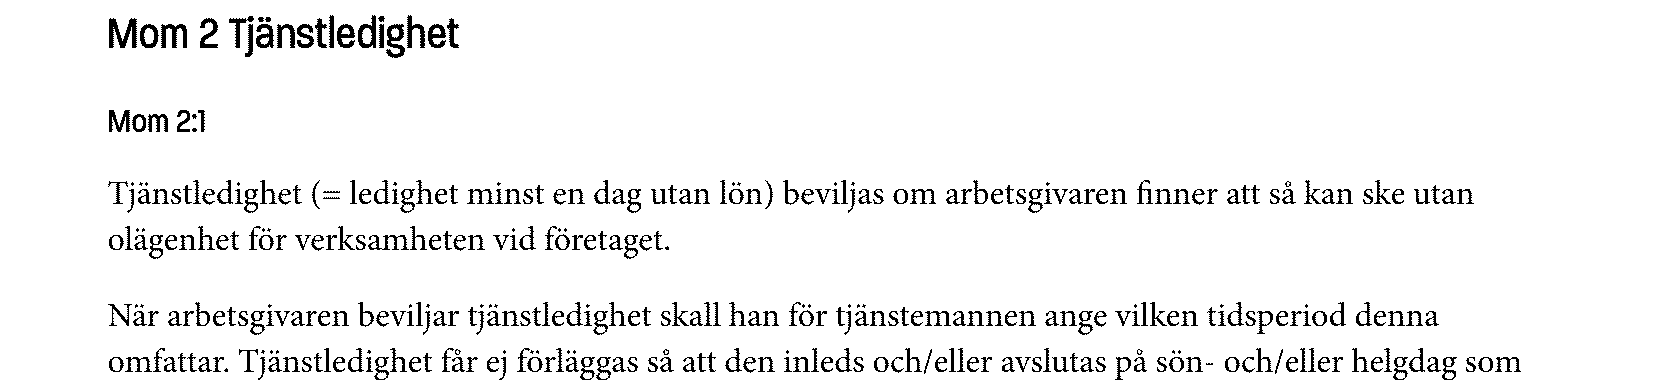 Mom 2 Tjänstledighet
Mom 2:1
Tjänstledighet (= ledighet minst en dag utan lön) beviljas om arbetsgivaren finner att så kan ske utan
olägenhet för verksamheten vid företaget.
När arbetsgivaren beviljar tjänstledighet skall han för tjänstemannen ange vilken tidsperiod denna
omfattar. Tjänstledighet får ej förläggas så att den inleds och/eller avslutas på sön- och/eller helgdag som